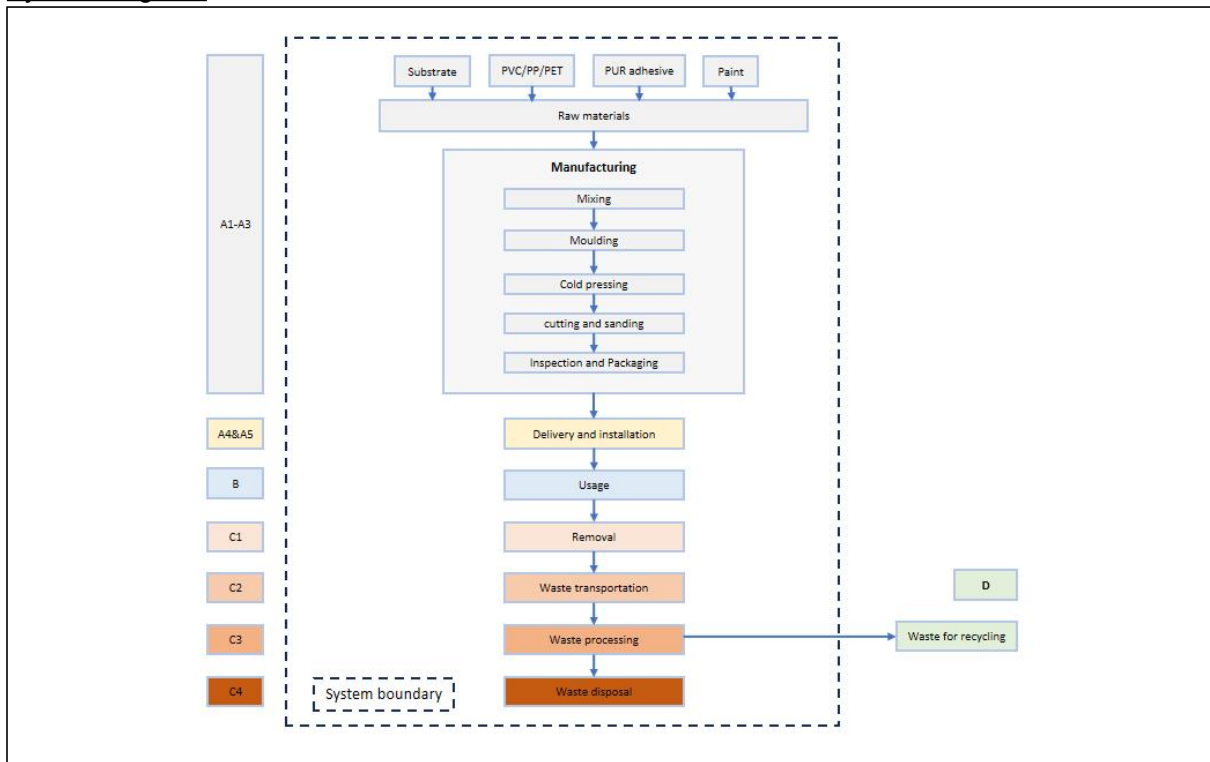 Substrate
PVC/PP/PET
PUR adhesive
Paint
Raw materials
Manufacturing
Mixing
Moulding
A1-A3
Cold pressing
cutting and sanding
Inspection and Packaging
A4&A5
Delivery and installation
B
Usage
C1
Removal
C2
Waste transportation
D
C3
Waste processing
Waste for recycling
C4
System boundary
Waste disposal